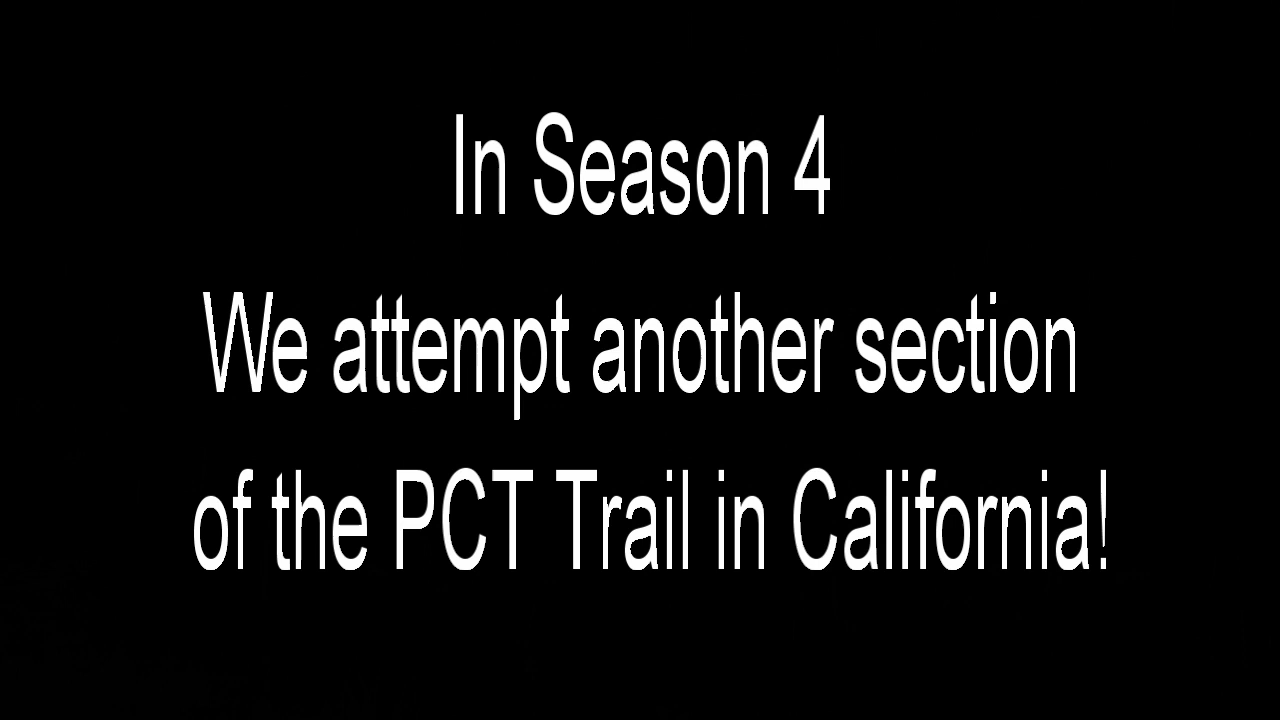 In Season 4
We attempt another section
of the PCT Trail in California!